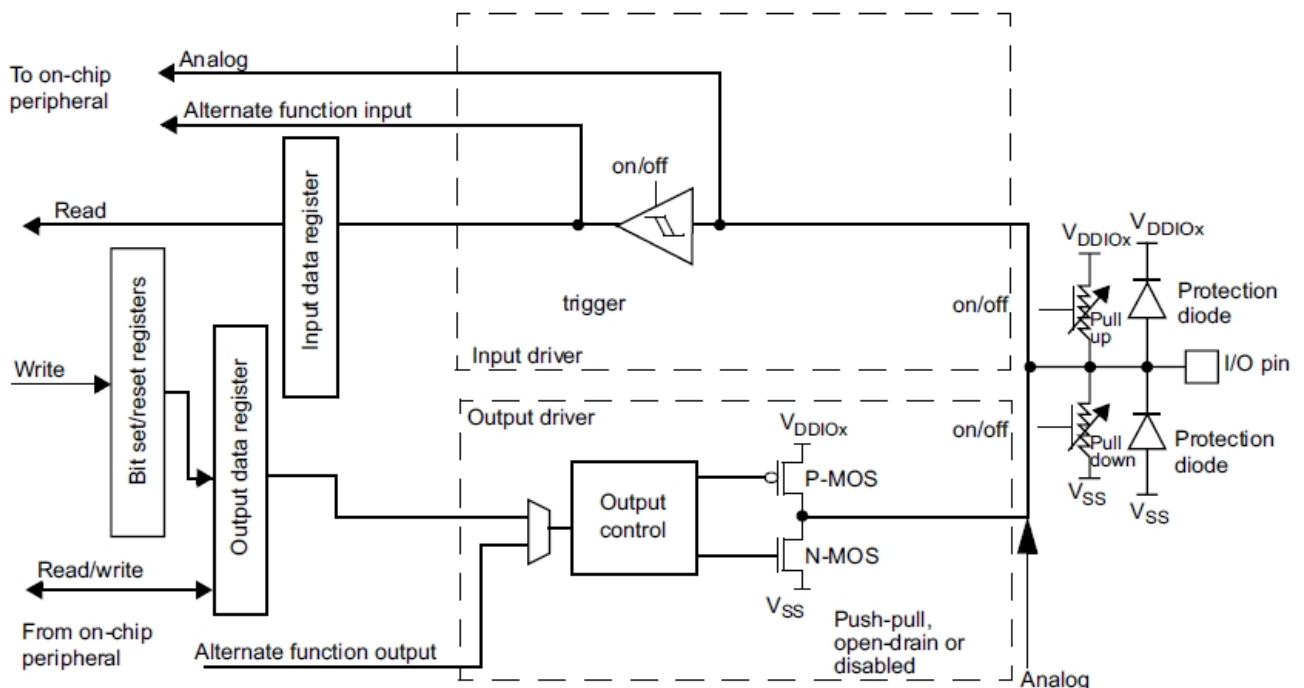 Analog
To on-chip
peripheral
Alternate function input
on/off
Read
Input data register
trigger
Input driver
Bit set/reset registers
Write
Output data register
Read/write
From on-chip
peripheral
Alternate function output
Output driver
Output
control
VDDIOx
P-MOS
N-MOS
VSS
Push-pull,
open-drain or
disabled
Analog
on/off
VDDIOx
Pull
up
VDDIOx
Protection
diode
I/O pin
on/off
Pull
down
VSS
Protection
diode
VSS